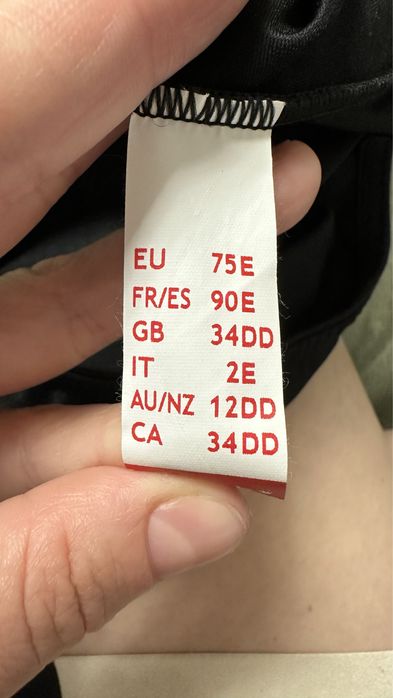 EU 75E
FR/ES 90E
GB 34DD
IT 2E
AU/NZ 12DD
CA 34DD